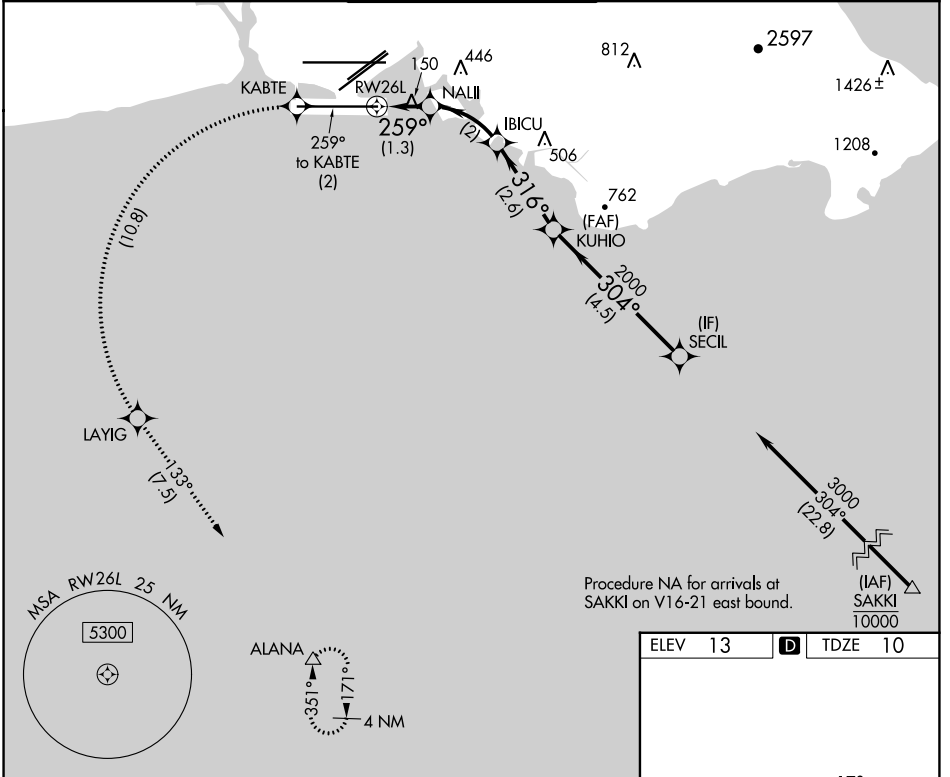 2597
812
446
1426±
150
KABTE
RW26L
NALII
259°
(1.3)
259°
to KABTE
(2)
(2)
IBICU
506
1208
316°
(2.6)
762
(FAF)
KUHIO
(10.8)
2000
304°
(4.5)
(IF)
SECIL
LAYIG
133°
(7.5)
3000
304°
(22.8)
(IAF)
SAKKI
10000
Procedure NA for arrivals at
SAKKI on V16-21 east bound.
MSA RW26L 25 NM
5300
ALANA
351°
171°
4 NM
ELEV 13
D
TDZE 10